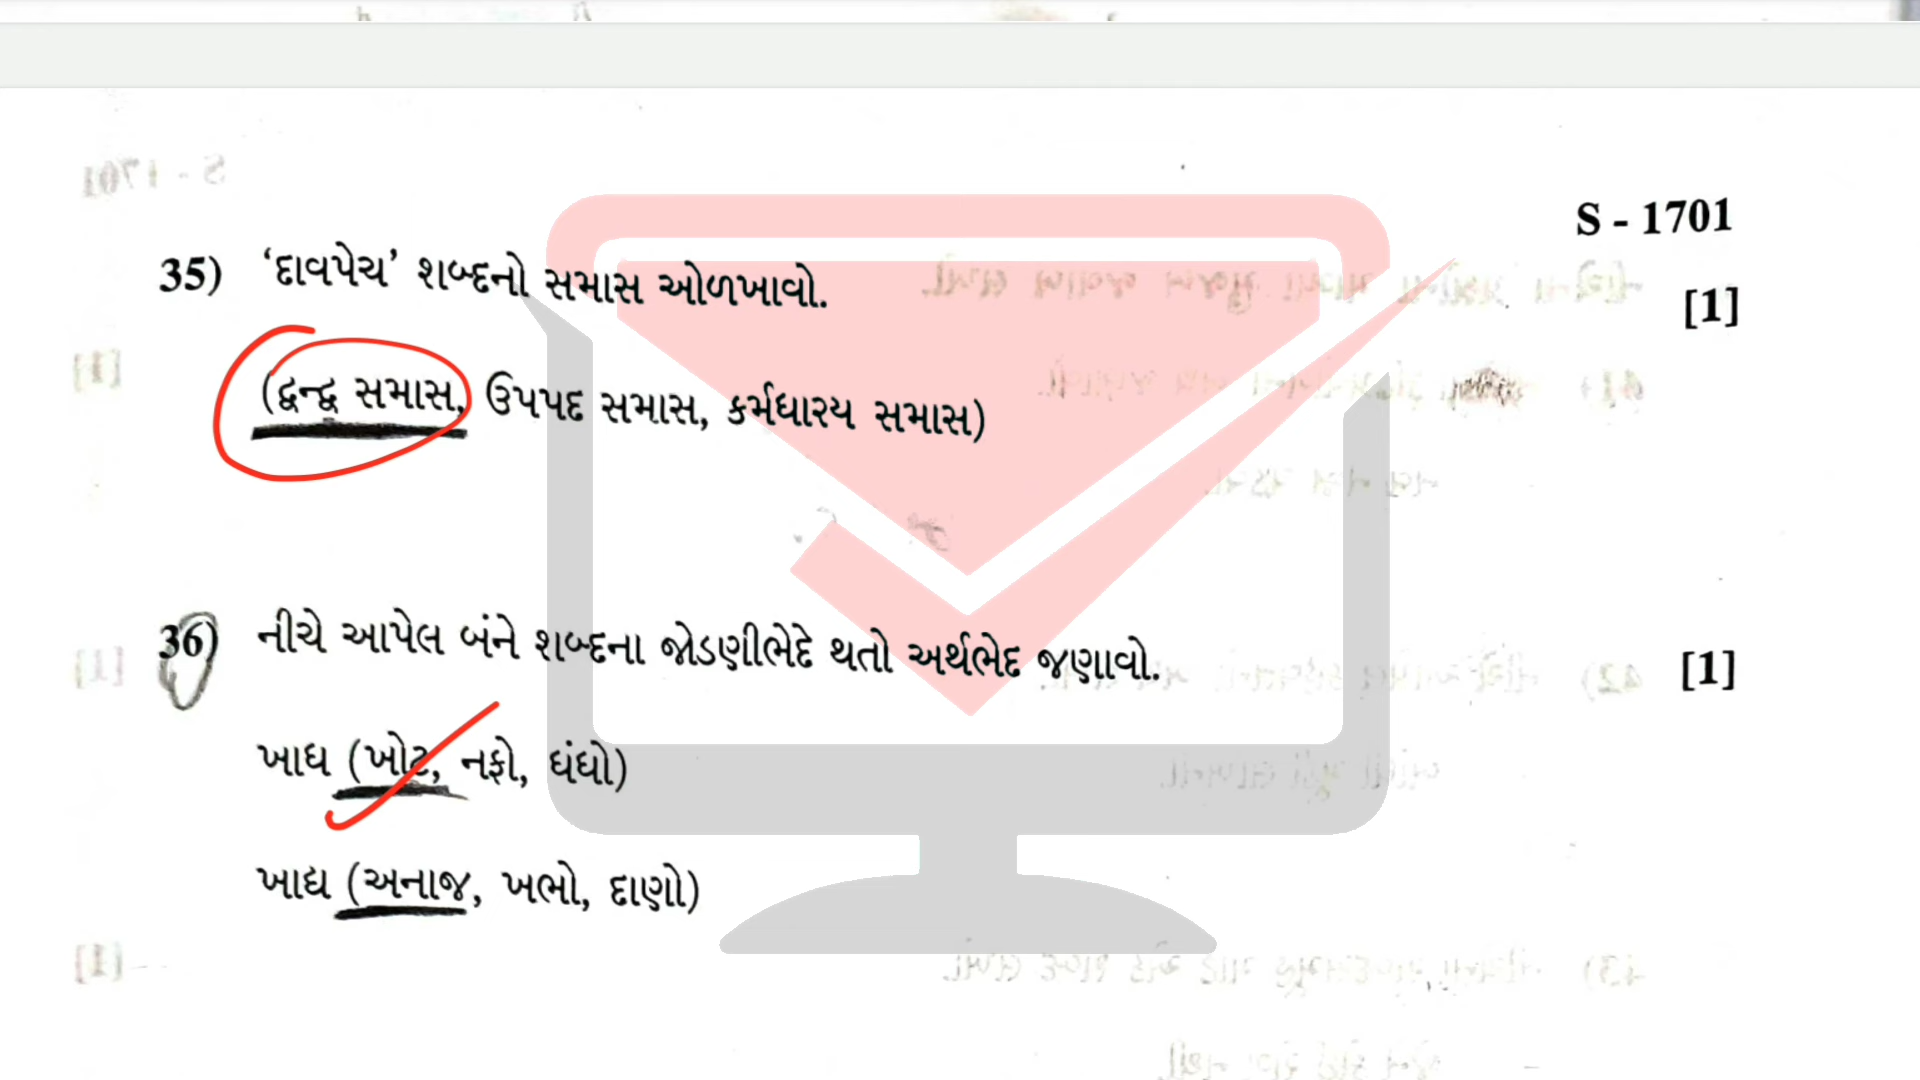 S - 1701
35) ‘દાવપેચ’ શબ્દનો સમાસ ઓળખાવો. [1]
(દ્વન્દ્વ સમાસ, ઉપપદ સમાસ, કર્મધારય સમાસ)
36) નીચે આપેલ બંને શબ્દના જોડણીભેદે થતો અર્થભેદ જણાવો. [1]
ખાધ (ખોટ, નફો, ધંધો)
ખાદ્ય (અનાજ, ખભો, દાણો)